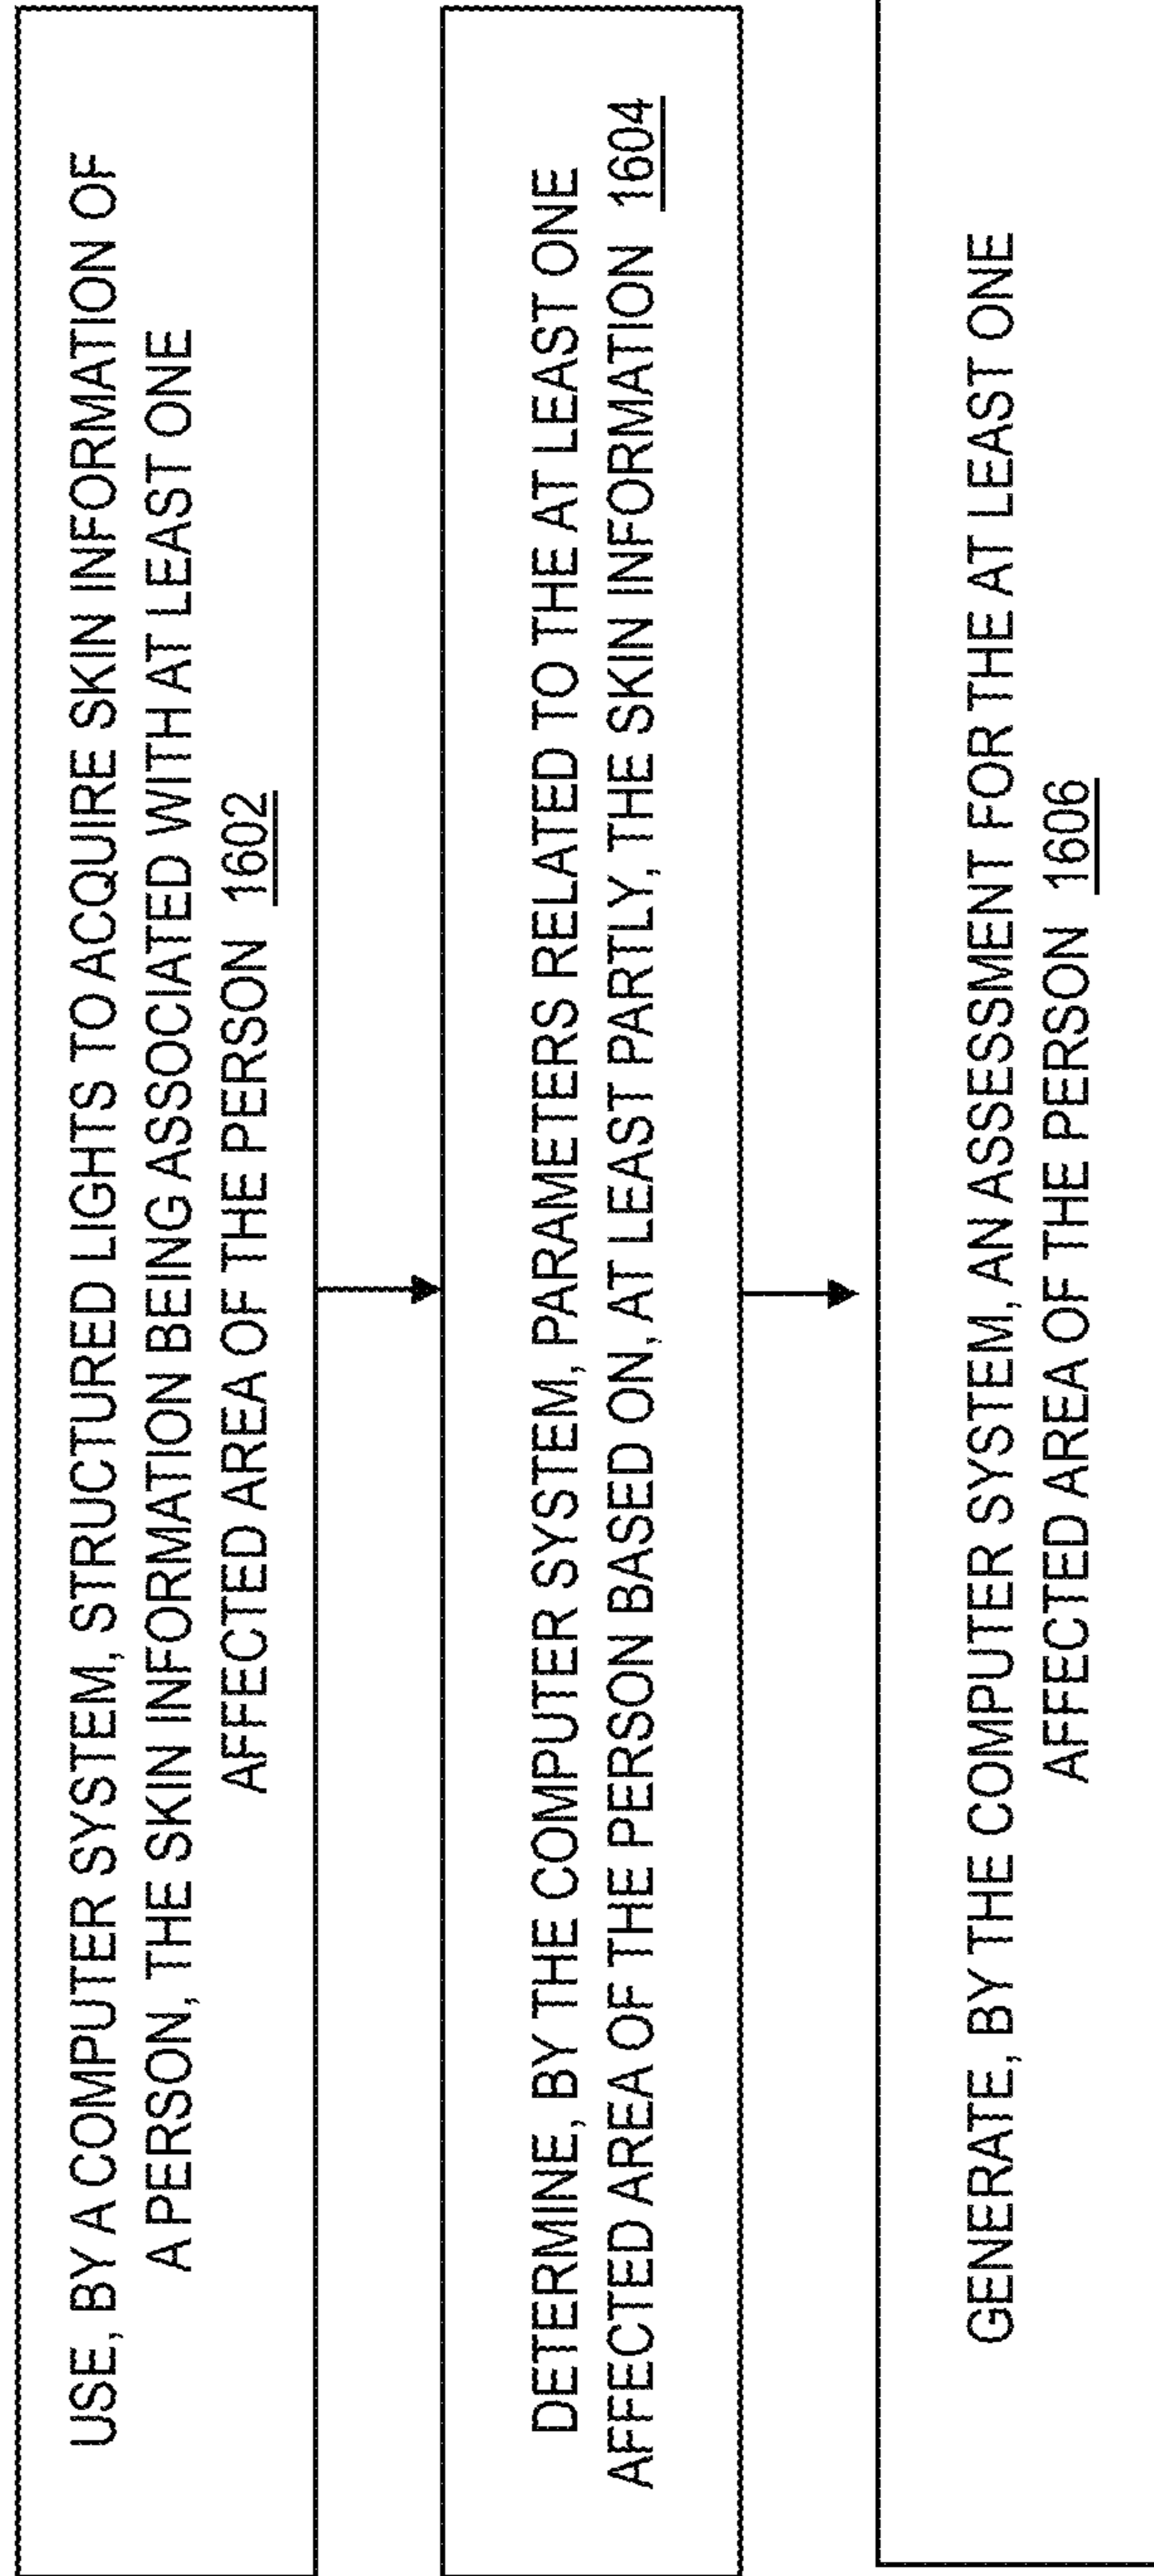 USE, BY A COMPUTER SYSTEM, STRUCTURED LIGHTS TO ACQUIRE SKIN INFORMATION OF
A PERSON, THE SKIN INFORMATION BEING ASSOCIATED WITH AT LEAST ONE
AFFECTED AREA OF THE PERSON 1602
DETERMINE, BY THE COMPUTER SYSTEM, PARAMETERS RELATED TO THE AT LEAST ONE
AFFECTED AREA OF THE PERSON BASED ON, AT LEAST PARTLY, THE SKIN INFORMATION 1604
GENERATE, BY THE COMPUTER SYSTEM, AN ASSESSMENT FOR THE AT LEAST ONE
AFFECTED AREA OF THE PERSON 1606